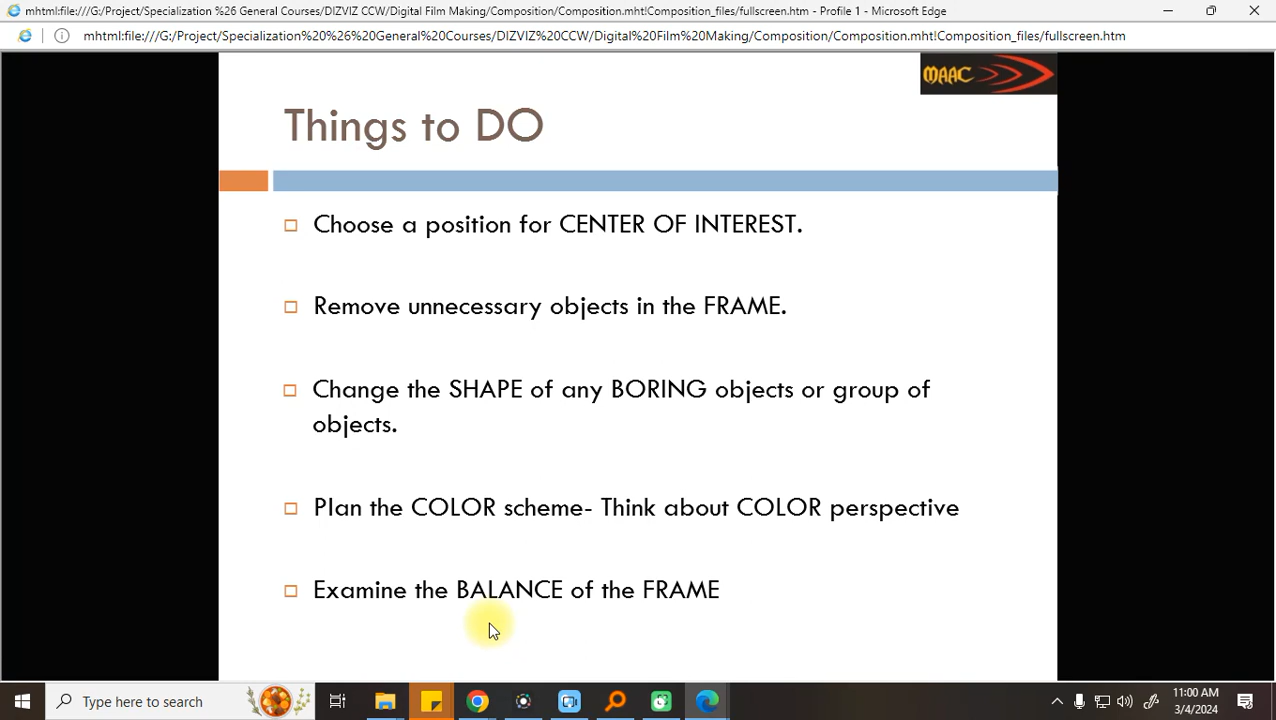 mhtml:file:///G:/Project/Specialization %26 General Courses/DIZVIZ CCW/Digital Film Making/Composition/Composition.mht!Composition_files/fullscreen.htm - Profile 1 - Microsoft Edge
mhtml:file:///G:/Project/Specialization%20%26%20General%20Courses/DIZVIZ%20CCW/Digital%20Film%20Making/Composition/Composition.mht!Composition_files/fullscreen.htm
MAAC
Things to DO
Choose a position for CENTER OF INTEREST.
Remove unnecessary objects in the FRAME.
Change the SHAPE of any BORING objects or group of
objects.
Plan the COLOR scheme- Think about COLOR perspective
Examine the BALANCE of the FRAME
Type here to search
11:00 AM
3/4/2024